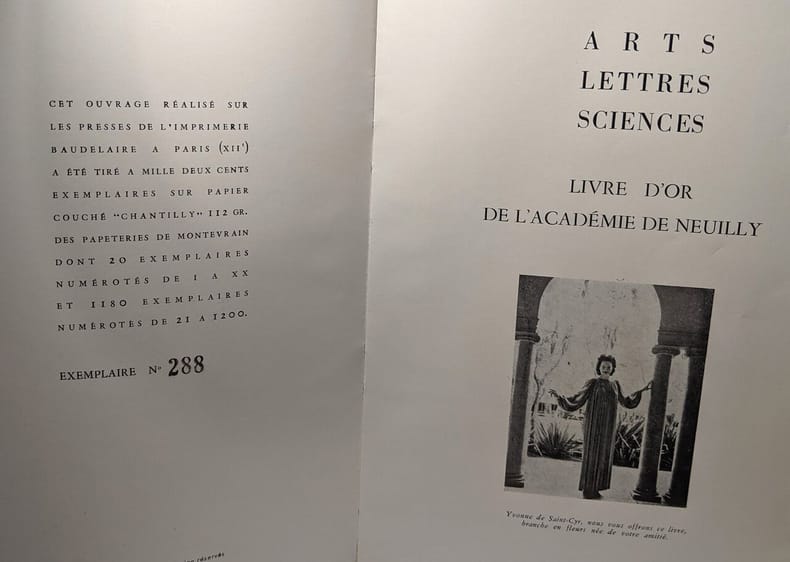 CET OUVRAGE RÉALISÉ SUR
LES PRESSES DE L'IMPRIMERIE
BAUDELAIRE A PARIS (XIIᵉ)
A ÉTÉ TIRÉ A MILLE DEUX CENTS
EXEMPLAIRES SUR PAPIER
COUCHÉ "CHANTILLY" 112 GR.
DES PAPETERIES DE MONTEVRAIN
DONT 20 EXEMPLAIRES
NUMÉROTÉS DE I A XX
ET 1180 EXEMPLAIRES
NUMÉROTÉS DE 21 A 1200.
EXEMPLAIRE Nº 288
réservés
ARTS
LETTRES
SCIENCES
LIVRE D'OR
DE L'ACADÉMIE DE NEUILLY
Yvonne de Saint-Cyr, nous vous offrons ce livre,
branche en fleurs née de votre amitié.